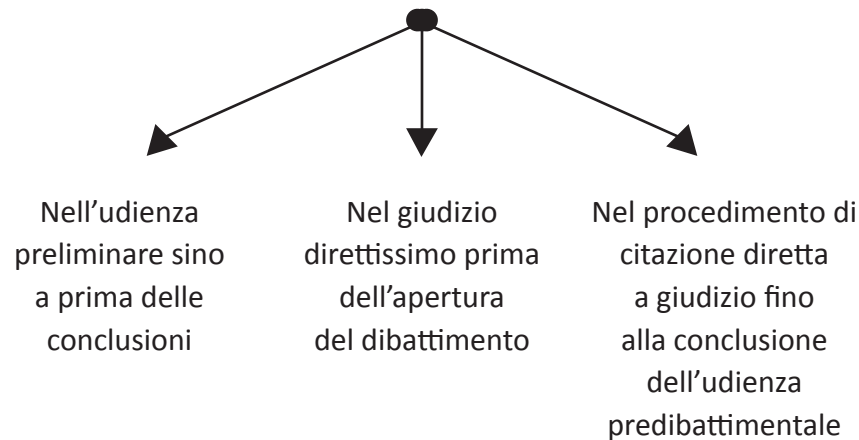 Nell’udienza
preliminare sino
a prima delle
conclusioni
Nel giudizio
direttissimo prima
dell’apertura
del dibattimento
Nel procedimento di
citazione diretta
a giudizio fino
alla conclusione
dell’udienza
predibattimentale